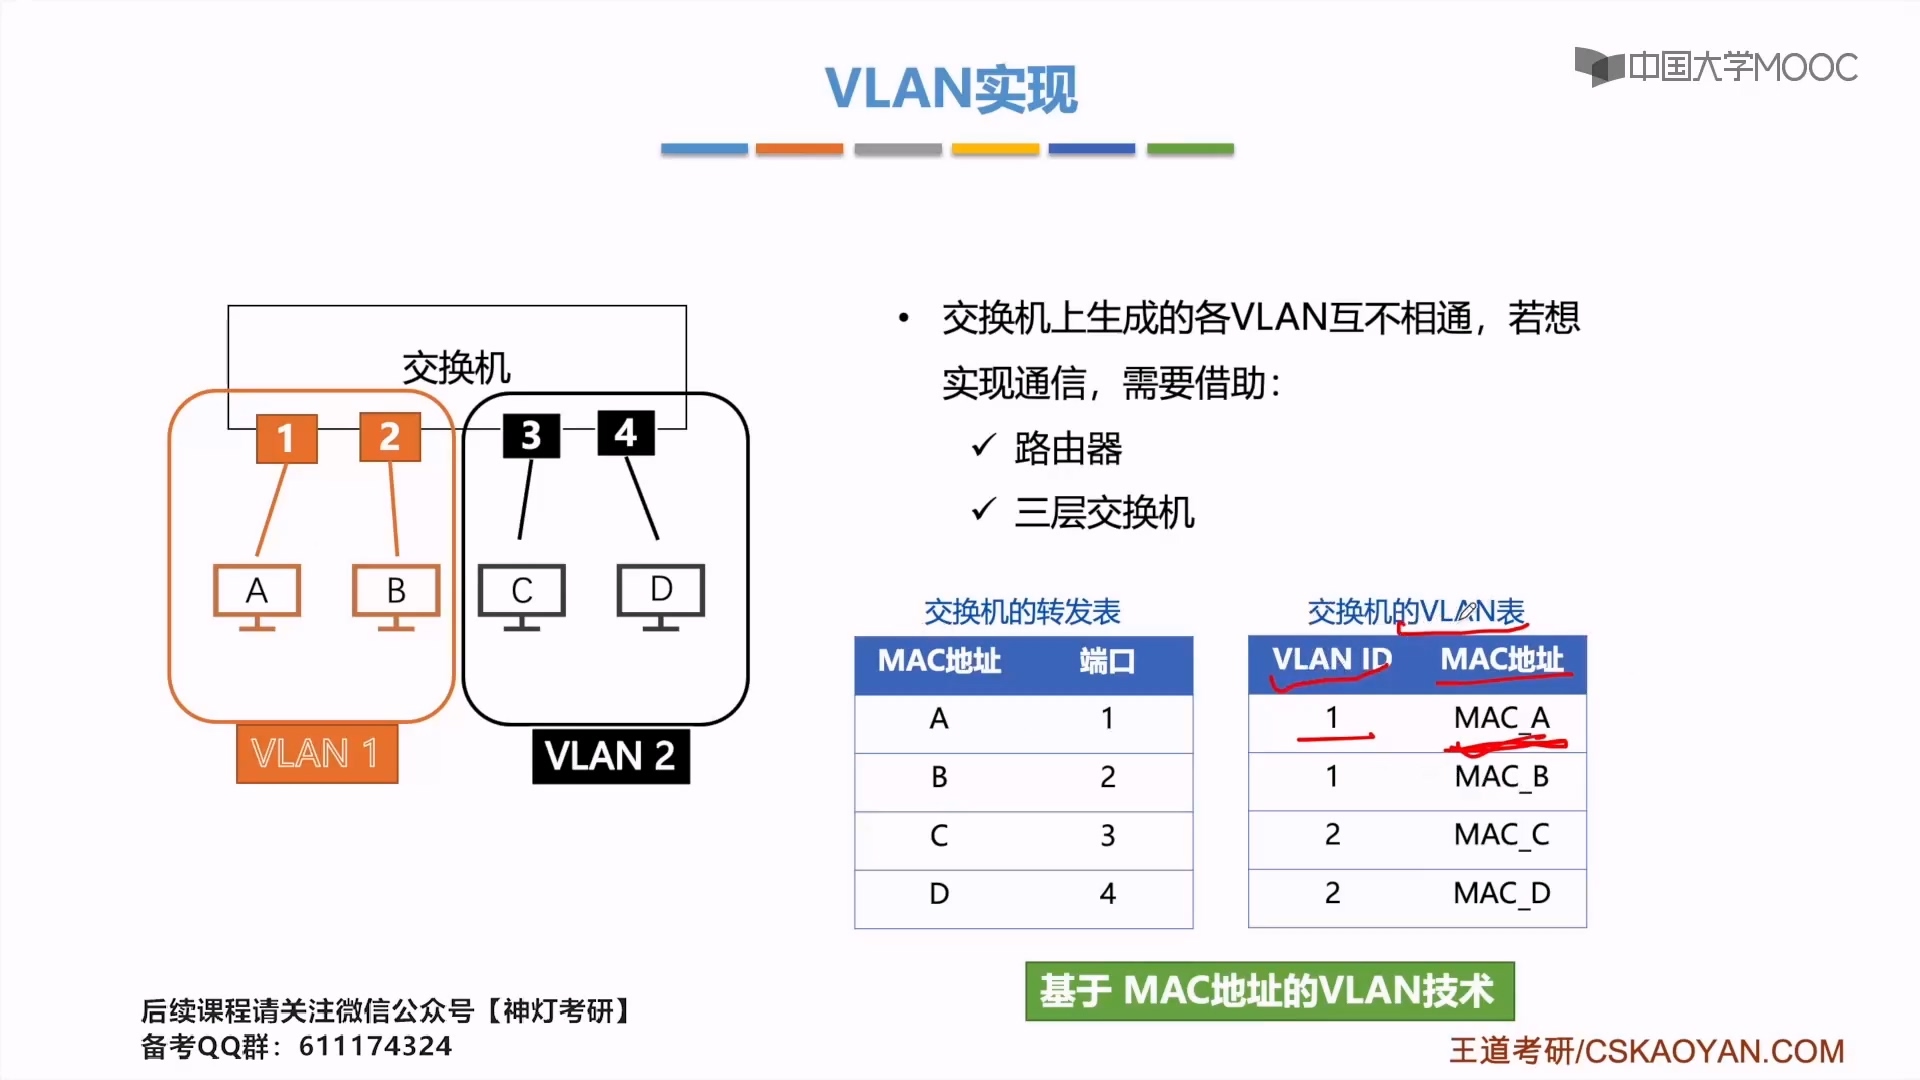 中国大学MOOC
VLAN实现
• 交换机上生成的各VLAN互不相通，若想
实现通信，需要借助：
✓ 路由器
✓ 三层交换机
交换机
1 2 3 4
A B C D
VLAN 1 VLAN 2
交换机的转发表
MAC地址 端口
A 1
B 2
C 3
D 4
交换机的VLAN表
VLAN ID MAC地址
1 MAC_A
1 MAC_B
2 MAC_C
2 MAC_D
基于 MAC地址的VLAN技术
后续课程请关注微信公众号【神灯考研】
备考QQ群：611174324
王道考研/CSKAOYAN.COM